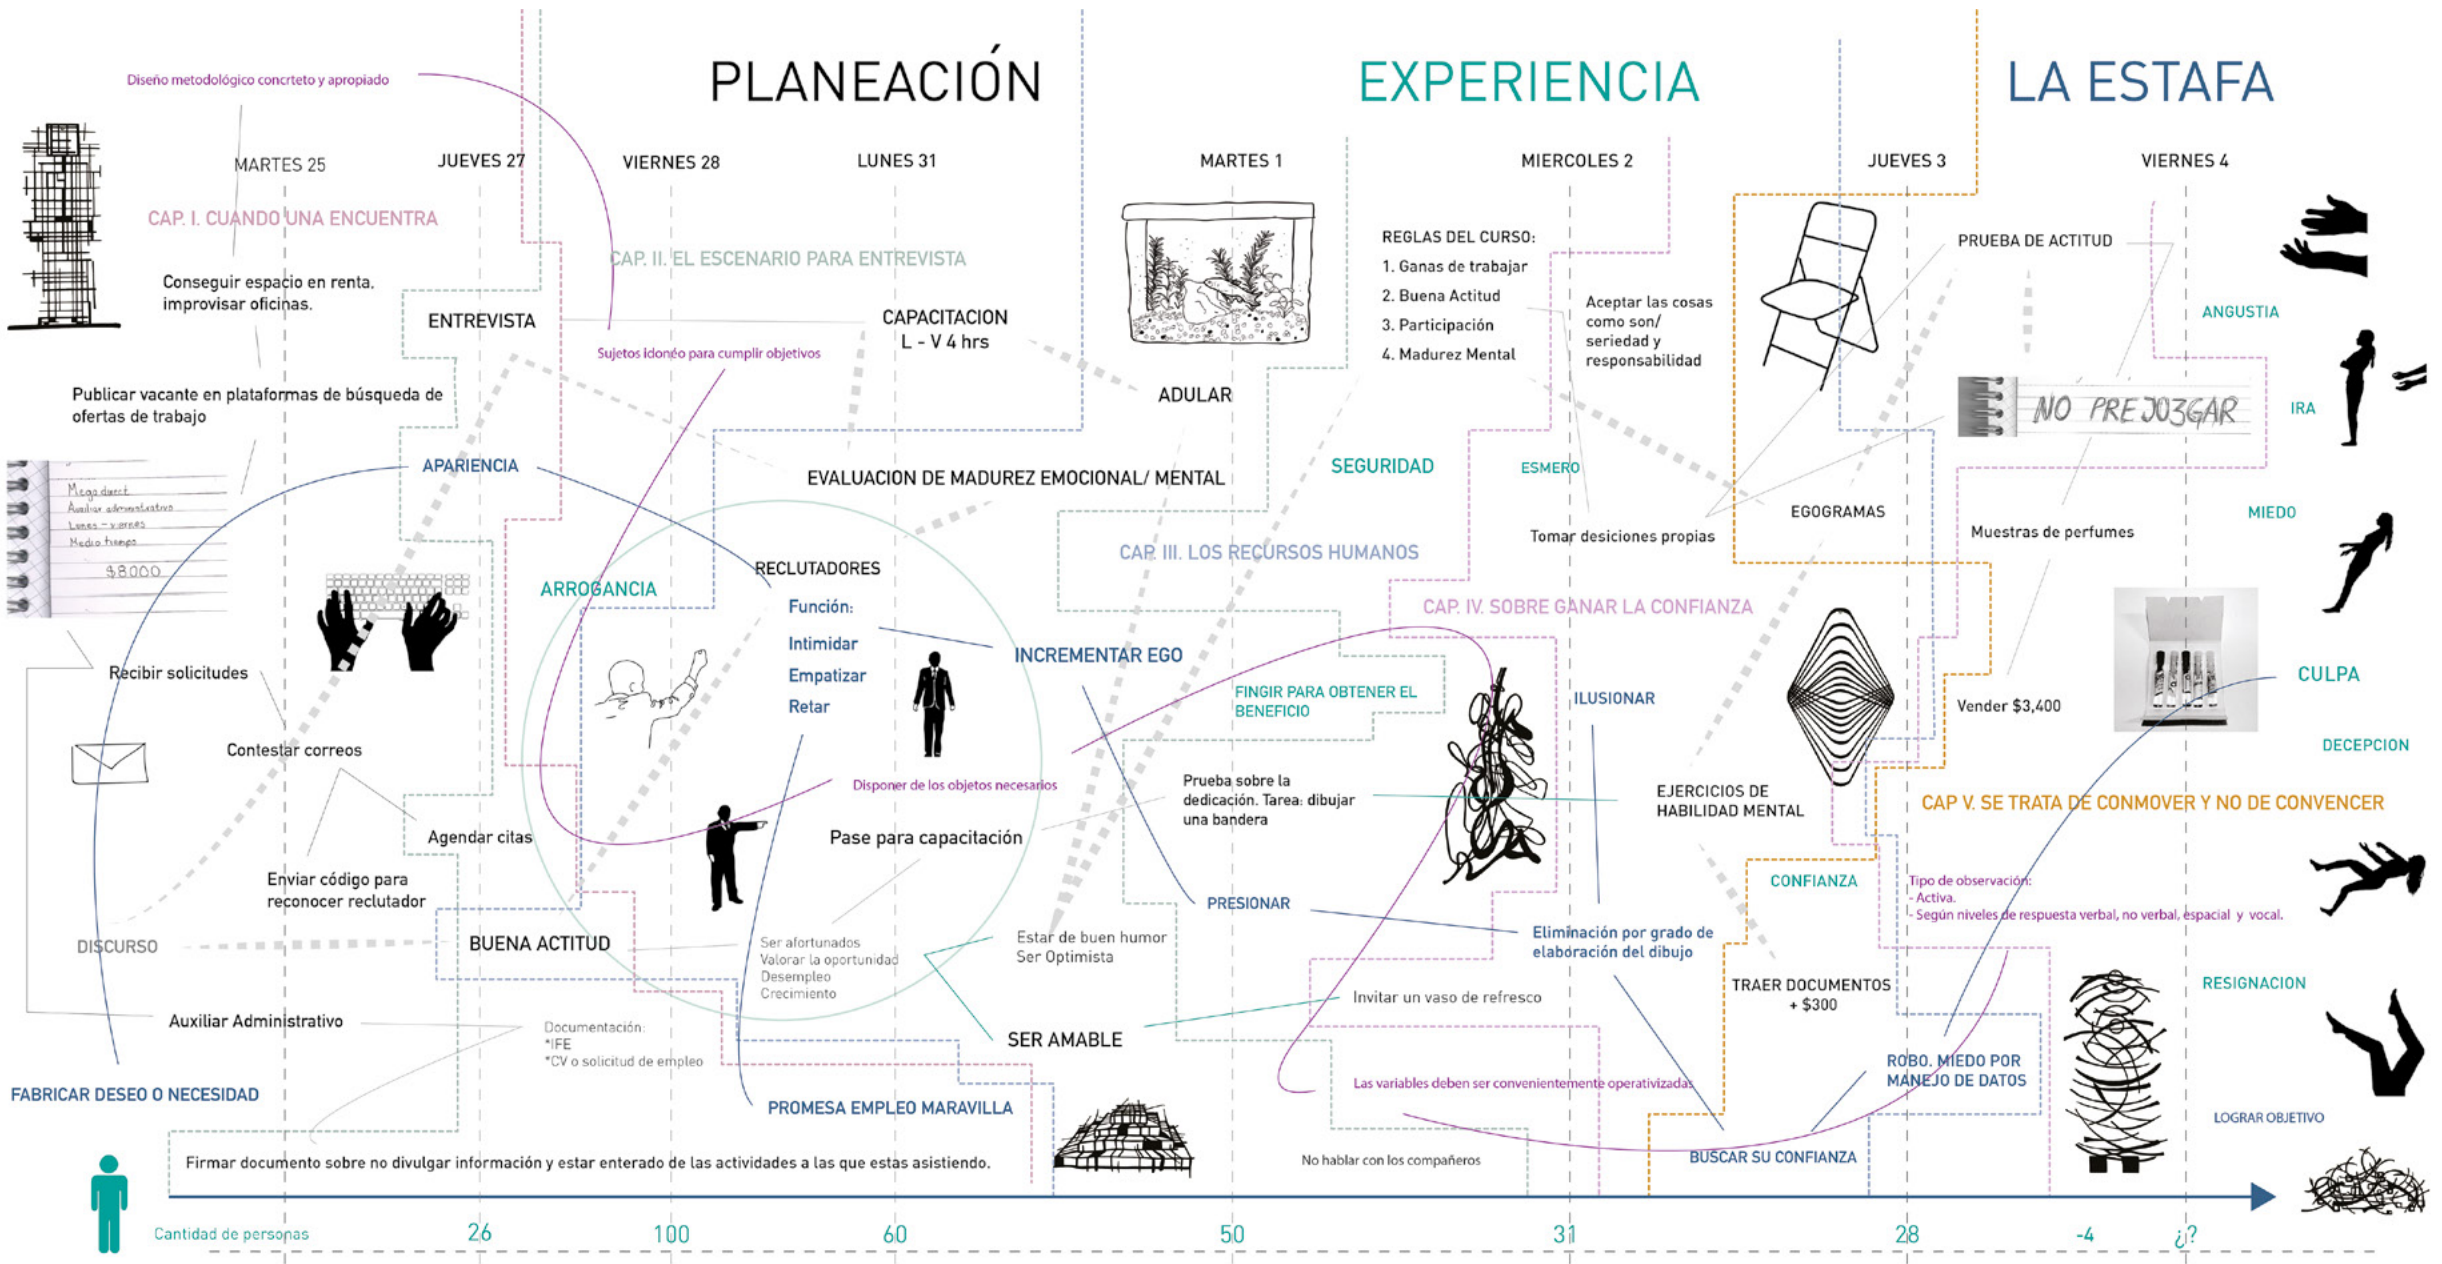 PLANEACIÓN
EXPERIENCIA
LA ESTAFA
Diseño metodológico concrteto y apropiado
MARTES 25
JUEVES 27
VIERNES 28
LUNES 31
MARTES 1
MIERCOLES 2
JUEVES 3
VIERNES 4
CAP. I. CUANDO UNA ENCUENTRA
Conseguir espacio en renta,
improvisar oficinas.
Publicar vacante en plataformas de búsqueda de
ofertas de trabajo
Mega direct
Auxiliar administrativo
Lunes - viernes
Medio tiempo
$8000
Recibir solicitudes
Contestar correos
Agendar citas
Enviar código para
reconocer reclutador
DISCURSO
Auxiliar Administrativo
FABRICAR DESEO O NECESIDAD
Firmar documento sobre no divulgar información y estar enterado de las actividades a las que estas asistiendo.
CAP. II. EL ESCENARIO PARA ENTREVISTA
ENTREVISTA
CAPACITACION
L - V 4 hrs
Sujetos idonéo para cumplir objetivos
APARIENCIA
ADULAR
EVALUACION DE MADUREZ EMOCIONAL/ MENTAL
ARROGANCIA
RECLUTADORES
Función:
Intimidar
Empatizar
Retar
INCREMENTAR EGO
Disponer de los objetos necesarios
Pase para capacitación
BUENA ACTITUD
Ser afortunados
Valorar la oportunidad
Desempleo
Crecimiento
Estar de buen humor
Ser Optimista
Documentación:
*IFE
*CV o solicitud de empleo
SER AMABLE
PROMESA EMPLEO MARAVILLA
REGLAS DEL CURSO:
1. Ganas de trabajar
2. Buena Actitud
3. Participación
4. Madurez Mental
Aceptar las cosas
como son/
seriedad y
responsabilidad
SEGURIDAD
ESMERO
Tomar desiciones propias
CAP. III. LOS RECURSOS HUMANOS
CAP. IV. SOBRE GANAR LA CONFIANZA
FINGIR PARA OBTENER EL
BENEFICIO
ILUSIONAR
Prueba sobre la
dedicación. Tarea: dibujar
una bandera
EJERCICIOS DE
HABILIDAD MENTAL
PRESIONAR
Eliminación por grado de
elaboración del dibujo
Invitar un vaso de refresco
Las variables deben ser convenientemente operativizadas
No hablar con los compañeros
BUSCAR SU CONFIANZA
PRUEBA DE ACTITUD
NO PREJU3GAR
EGOGRAMAS
Muestras de perfumes
Vender $3,400
CAP V. SE TRATA DE CONMOVER Y NO DE CONVENCER
CONFIANZA
Tipo de observación:
- Activa.
- Según niveles de respuesta verbal, no verbal, espacial y vocal.
TRAER DOCUMENTOS
+ $300
ROBO. MIEDO POR
MANEJO DE DATOS
ANGUSTIA
IRA
MIEDO
CULPA
DECEPCION
RESIGNACION
LOGRAR OBJETIVO
Cantidad de personas
26
100
60
50
31
28
-4
¿?